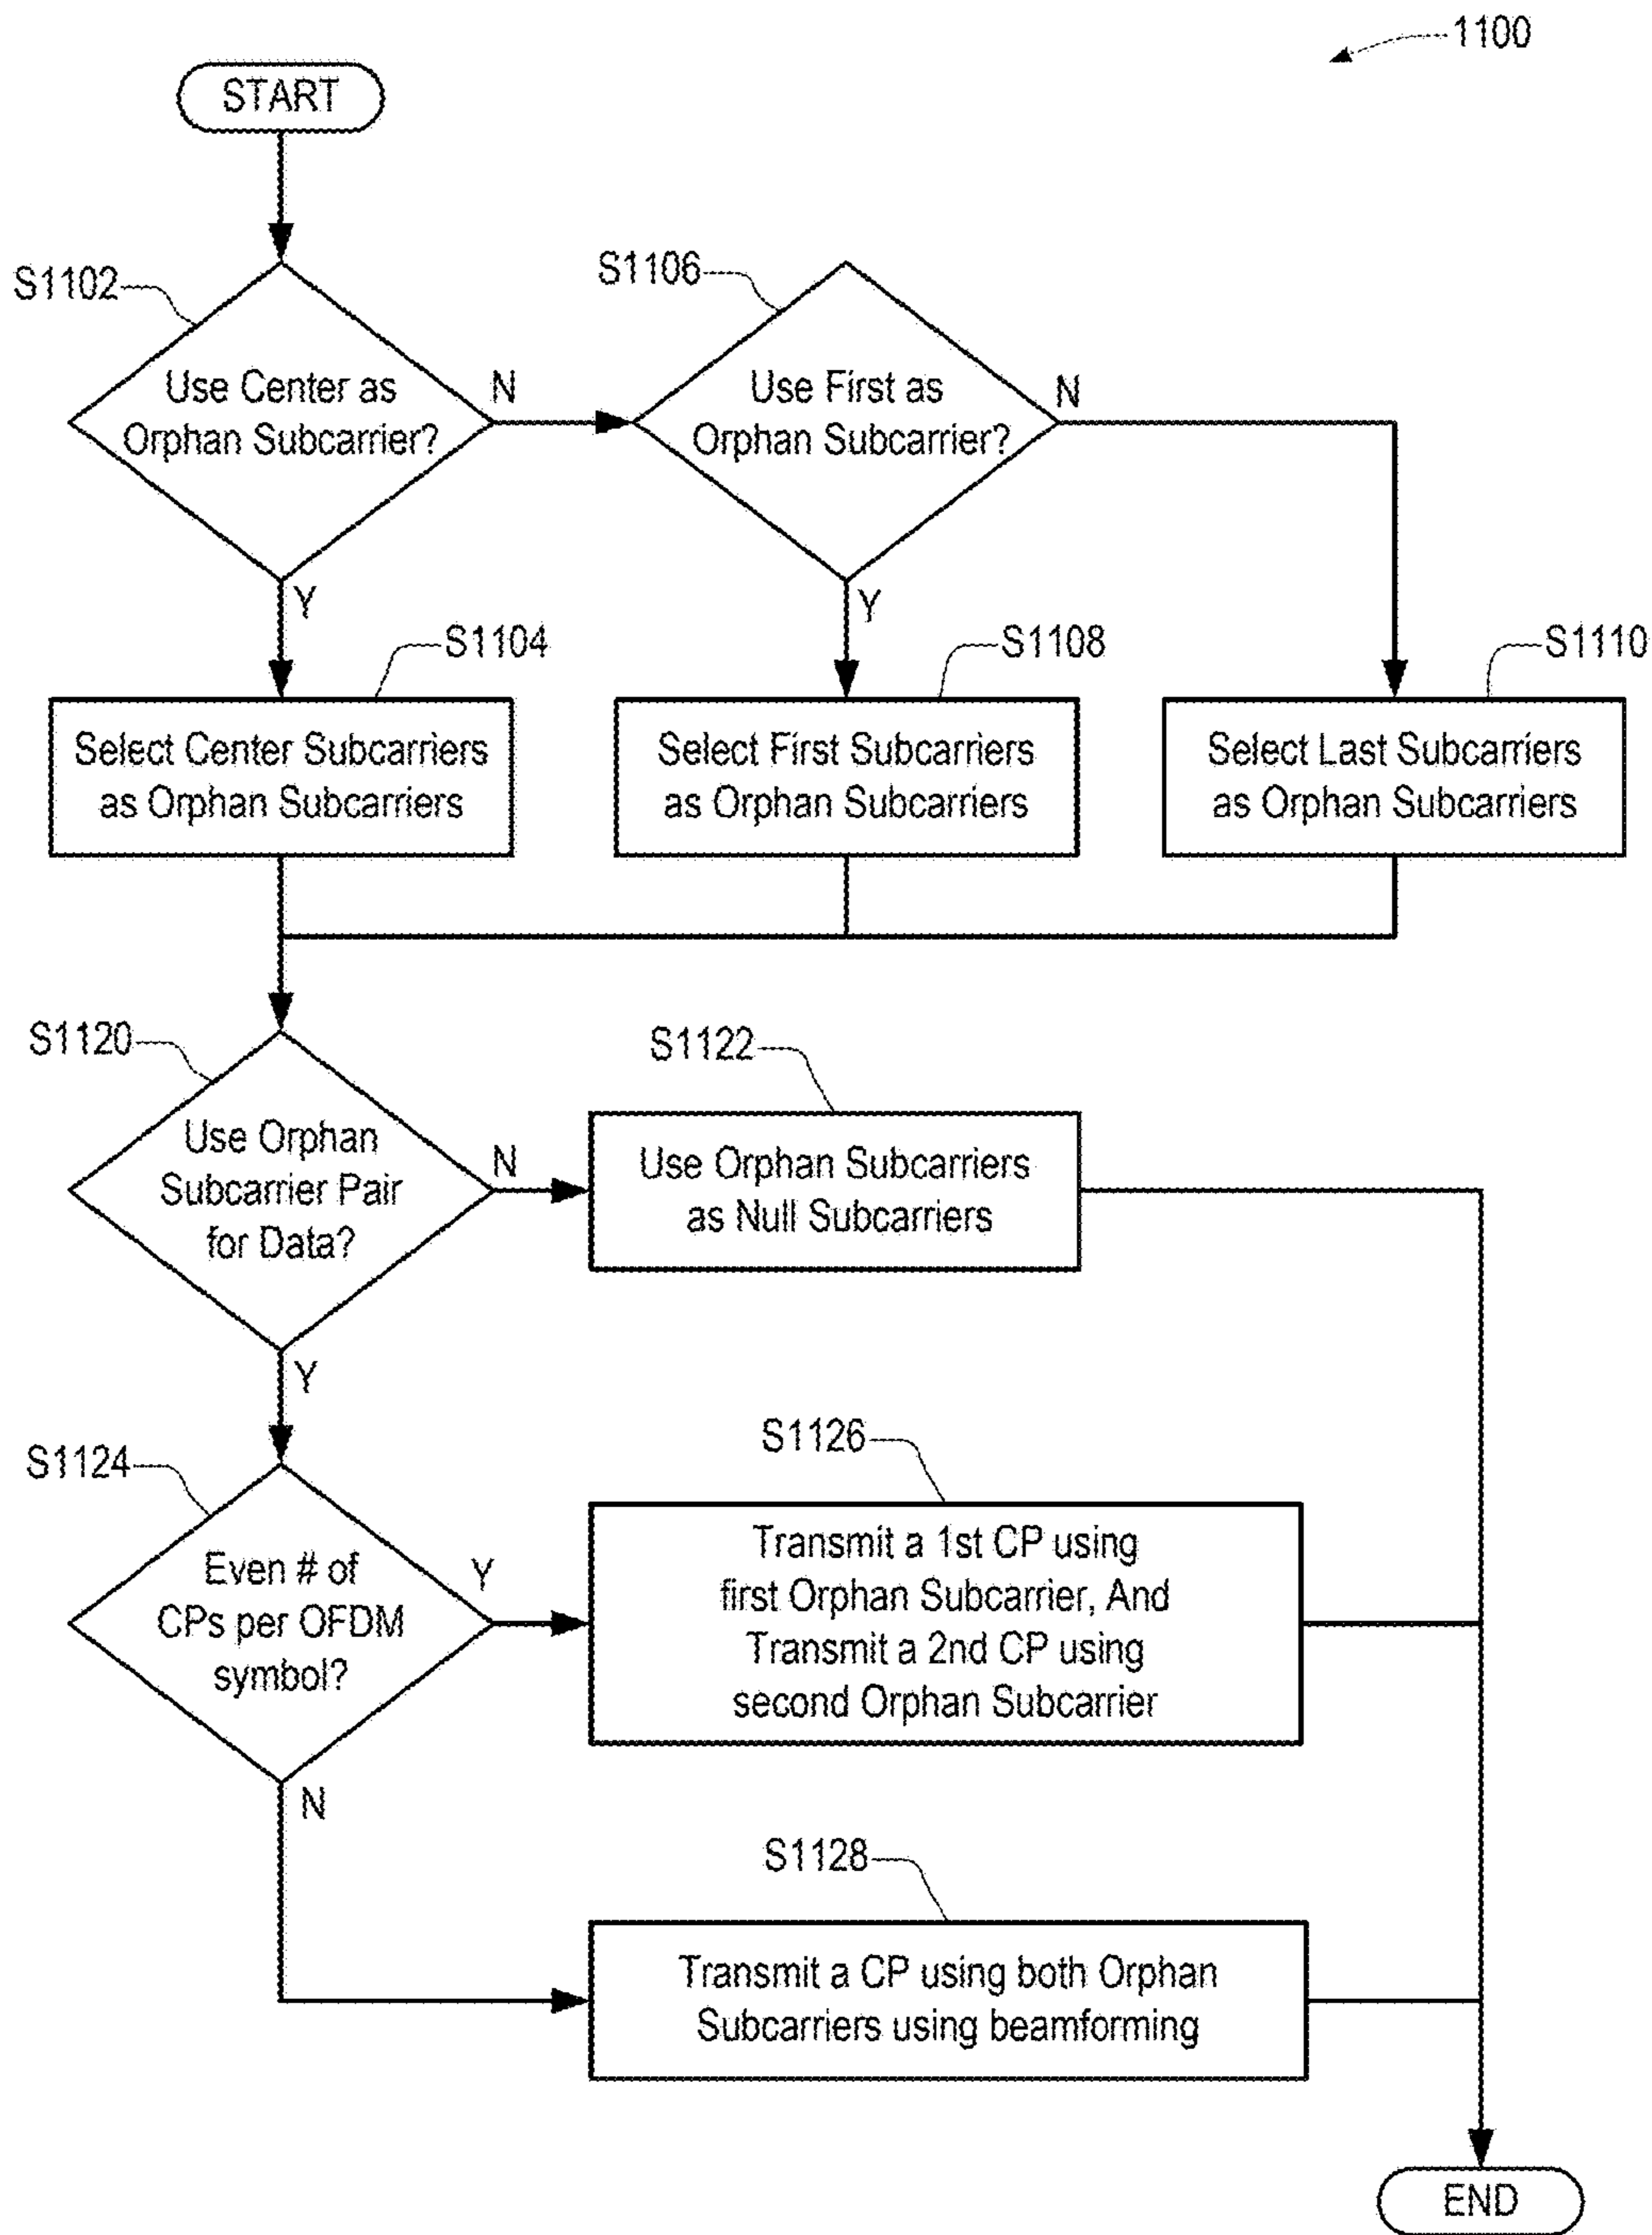 1100
START
S1102
S1106
Use Center as
Orphan Subcarrier?
N
Use First as
Orphan Subcarrier?
N
Y
Y
S1104
S1108
S1110
Select Center Subcarriers
as Orphan Subcarriers
Select First Subcarriers
as Orphan Subcarriers
Select Last Subcarriers
as Orphan Subcarriers
S1120
S1122
Use Orphan
Subcarrier Pair
for Data?
N
Use Orphan Subcarriers
as Null Subcarriers
Y
S1124
S1126
Even # of
CPs per OFDM
symbol?
Y
Transmit a 1st CP using
first Orphan Subcarrier, And
Transmit a 2nd CP using
second Orphan Subcarrier
N
S1128
Transmit a CP using both Orphan
Subcarriers using beamforming
END